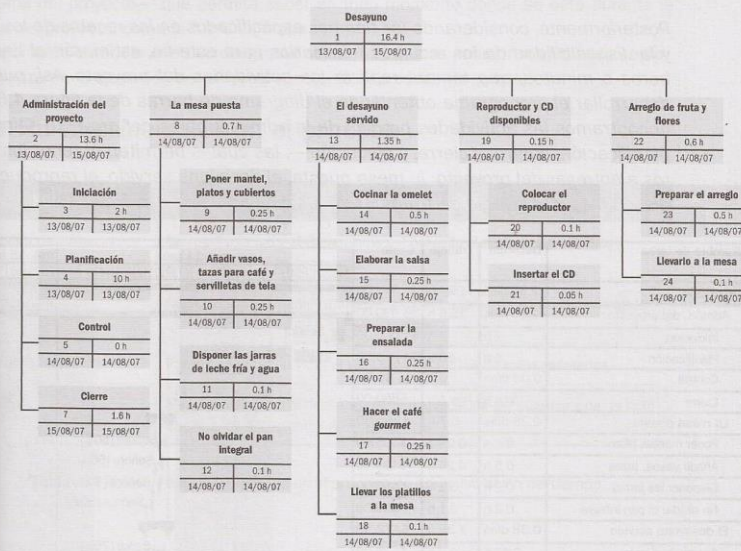 Desayuno
1 16.4 h
13/08/07 15/08/07
Administración del
proyecto
2 13.6 h
13/08/07 15/08/07
Iniciación
3 2 h
13/08/07 13/08/07
Planificación
4 10 h
13/08/07 13/08/07
Control
5 0 h
14/08/07 14/08/07
Cierre
7 1.6 h
15/08/07 15/08/07
La mesa puesta
8 0.7 h
14/08/07 14/08/07
Poner mantel,
platos y cubiertos
9 0.25 h
14/08/07 14/08/07
Añadir vasos,
tazas para café y
servilletas de tela
10 0.25 h
14/08/07 14/08/07
Disponer las jarras
de leche fría y agua
11 0.1 h
14/08/07 14/08/07
No olvidar el pan
integral
12 0.1 h
14/08/07 14/08/07
El desayuno
servido
13 1.35 h
14/08/07 14/08/07
Cocinar la omelet
14 0.5 h
14/08/07 14/08/07
Elaborar la salsa
15 0.25 h
14/08/07 14/08/07
Preparar la
ensalada
16 0.25 h
14/08/07 14/08/07
Hacer el café
gourmet
17 0.25 h
14/08/07 14/08/07
Llevar los platillos
a la mesa
18 0.1 h
14/08/07 14/08/07
Reproductor y CD
disponibles
19 0.15 h
14/08/07 14/08/07
Colocar el
reproductor
20 0.1 h
14/08/07 14/08/07
Insertar el CD
21 0.05 h
14/08/07 14/08/07
Arreglo de fruta y
flores
22 0.6 h
14/08/07 14/08/07
Preparar el arreglo
23 0.5 h
14/08/07 14/08/07
Llevarlo a la mesa
24 0.1 h
14/08/07 14/08/07